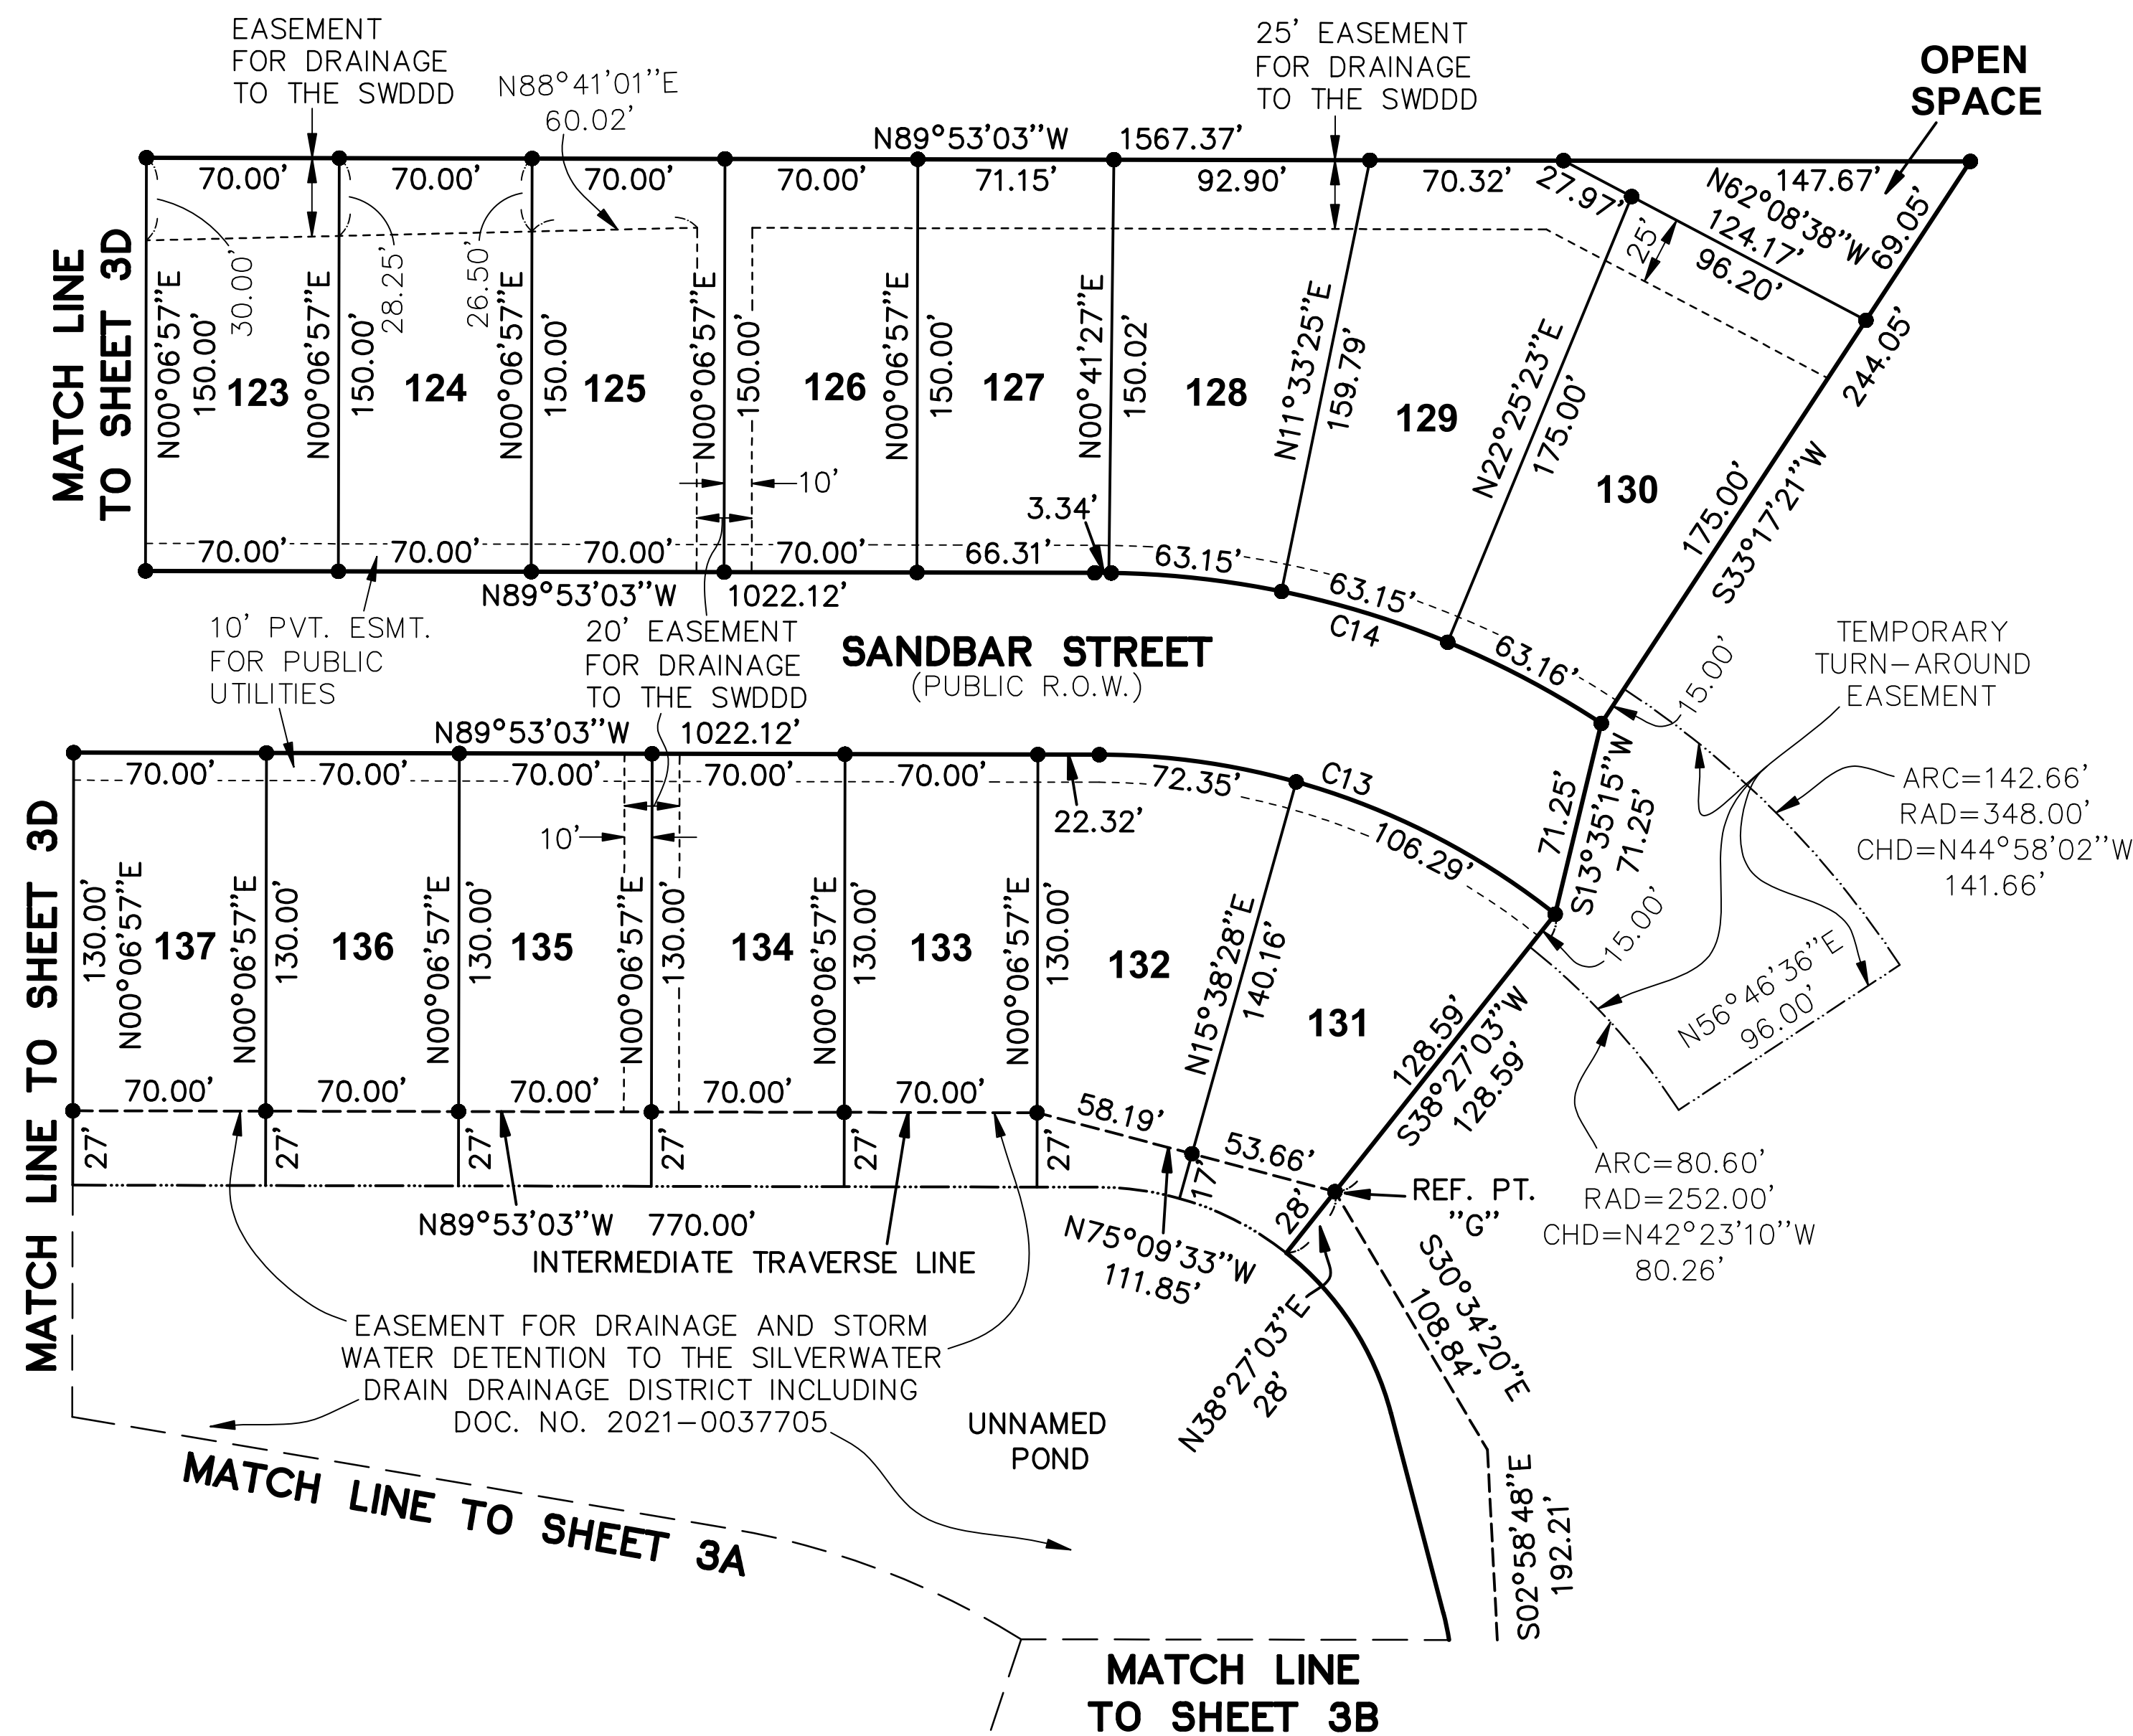 EASEMENT
FOR DRAINAGE
TO THE SWDDD
N88°41'01"E
60.02'
25' EASEMENT
FOR DRAINAGE
TO THE SWDDD
OPEN
SPACE
N89°53'03"W 1567.37'
70.00'
70.00'
70.00'
70.00'
71.15'
92.90'
70.32'
27.97'
147.67'
N62°08'38"W
124.17'
96.20'
25'
69.05'
244.05'
MATCH LINE
TO SHEET 3D
N00°06'57"E
150.00'
30.00'
123
N00°06'57"E
150.00'
28.25'
124
26.50'
N00°06'57"E
150.00'
125
N00°06'57"E
150.00'
126
N00°06'57"E
150.00'
127
N00°41'27"E
150.02'
128
N11°33'25"E
159.79'
129
N22°25'23"E
175.00'
130
175.00'
S33°17'21"W
10'
3.34'
70.00'
70.00'
70.00'
70.00'
66.31'
63.15'
63.15'
63.16'
C14
N89°53'03"W 1022.12'
10' PVT. ESMT.
FOR PUBLIC
UTILITIES
20' EASEMENT
FOR DRAINAGE
TO THE SWDDD
SANDBAR STREET
(PUBLIC R.O.W.)
15.00'
TEMPORARY
TURN-AROUND
EASEMENT
ARC=142.66'
RAD=348.00'
CHD=N44°58'02"W
141.66'
N89°53'03"W 1022.12'
70.00'
70.00'
70.00'
70.00'
70.00'
22.32'
72.35'
C13
106.29'
71.25'
S13°35'15"W
71.25'
15.00'
N56°46'36"E
96.00'
10'
MATCH LINE TO SHEET 3D
130.00'
N00°06'57"E
137
N00°06'57"E
130.00'
136
N00°06'57"E
130.00'
135
N00°06'57"E
130.00'
134
N00°06'57"E
130.00'
133
N00°06'57"E
130.00'
132
N15°38'28"E
140.16'
131
128.59'
S38°27'03"W
128.59'
70.00'
70.00'
70.00'
70.00'
70.00'
58.19'
53.66'
27'
27'
27'
27'
27'
27'
17'
28'
REF. PT.
"G"
ARC=80.60'
RAD=252.00'
CHD=N42°23'10"W
80.26'
N89°53'03"W 770.00'
INTERMEDIATE TRAVERSE LINE
N75°09'33"W
111.85'
N38°27'03"E
28'
S30°34'20"E
108.84'
EASEMENT FOR DRAINAGE AND STORM
WATER DETENTION TO THE SILVERWATER
DRAIN DRAINAGE DISTRICT INCLUDING
DOC. NO. 2021-0037705
UNNAMED
POND
S02°58'48"E
192.21'
MATCH LINE TO SHEET 3A
MATCH LINE
TO SHEET 3B